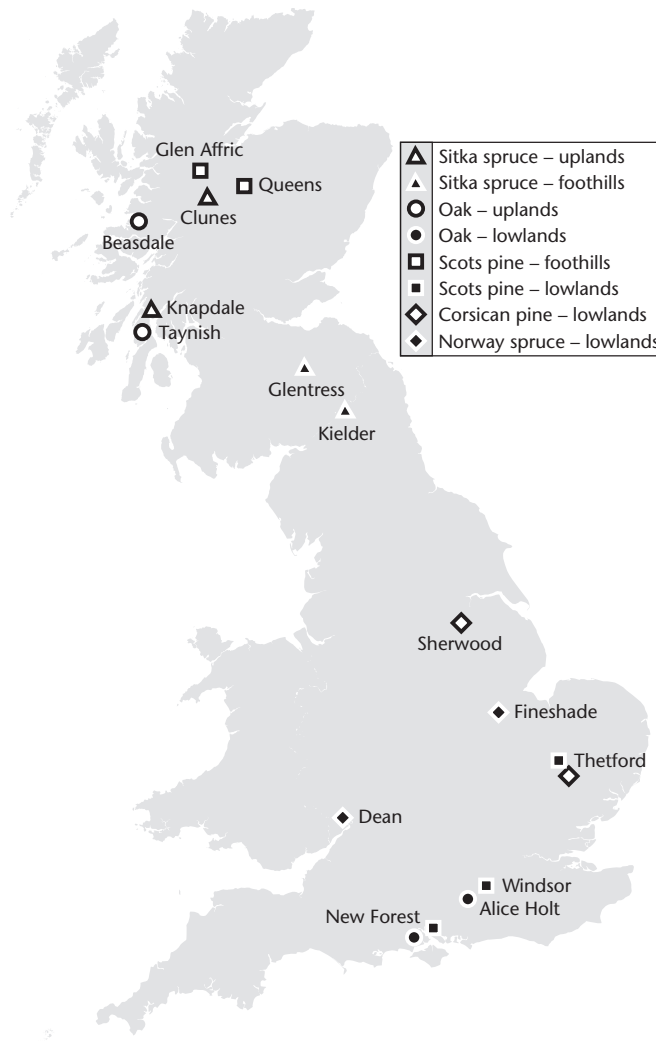 Glen Affric
Queens
Clunes
Beasdale
Knapdale
Taynish
Glentress
Kielder
Sitka spruce – uplands
Sitka spruce – foothills
Oak – uplands
Oak – lowlands
Scots pine – foothills
Scots pine – lowlands
Corsican pine – lowlands
Norway spruce – lowlands
Sherwood
Fineshade
Thetford
Dean
Windsor
Alice Holt
New Forest